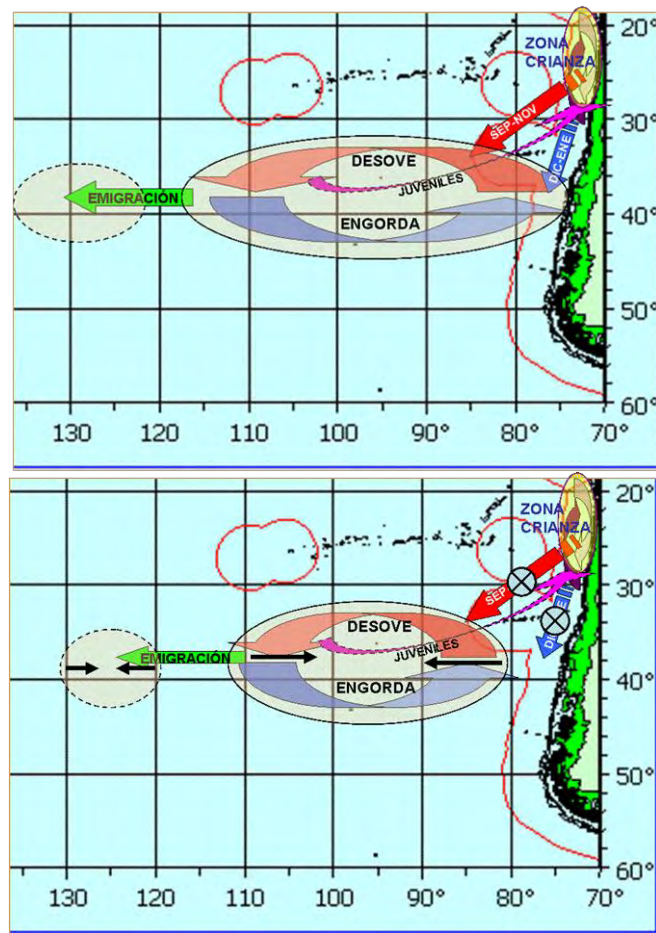 ZONA
CRIANZA
20°
SEP-NOV
DIC-ENE
30°
DESOVE
JUVENILES
EMIGRACIÓN
40°
ENGORDA
50°
60°
130
120
110
100
90°
80°
70°
ZONA
CRIANZA
20°
SEP
30°
DESOVE
JUVENILES
EMIGRACIÓN
40°
ENGORDA
50°
60°
130
120
110
100
90°
80°
70°